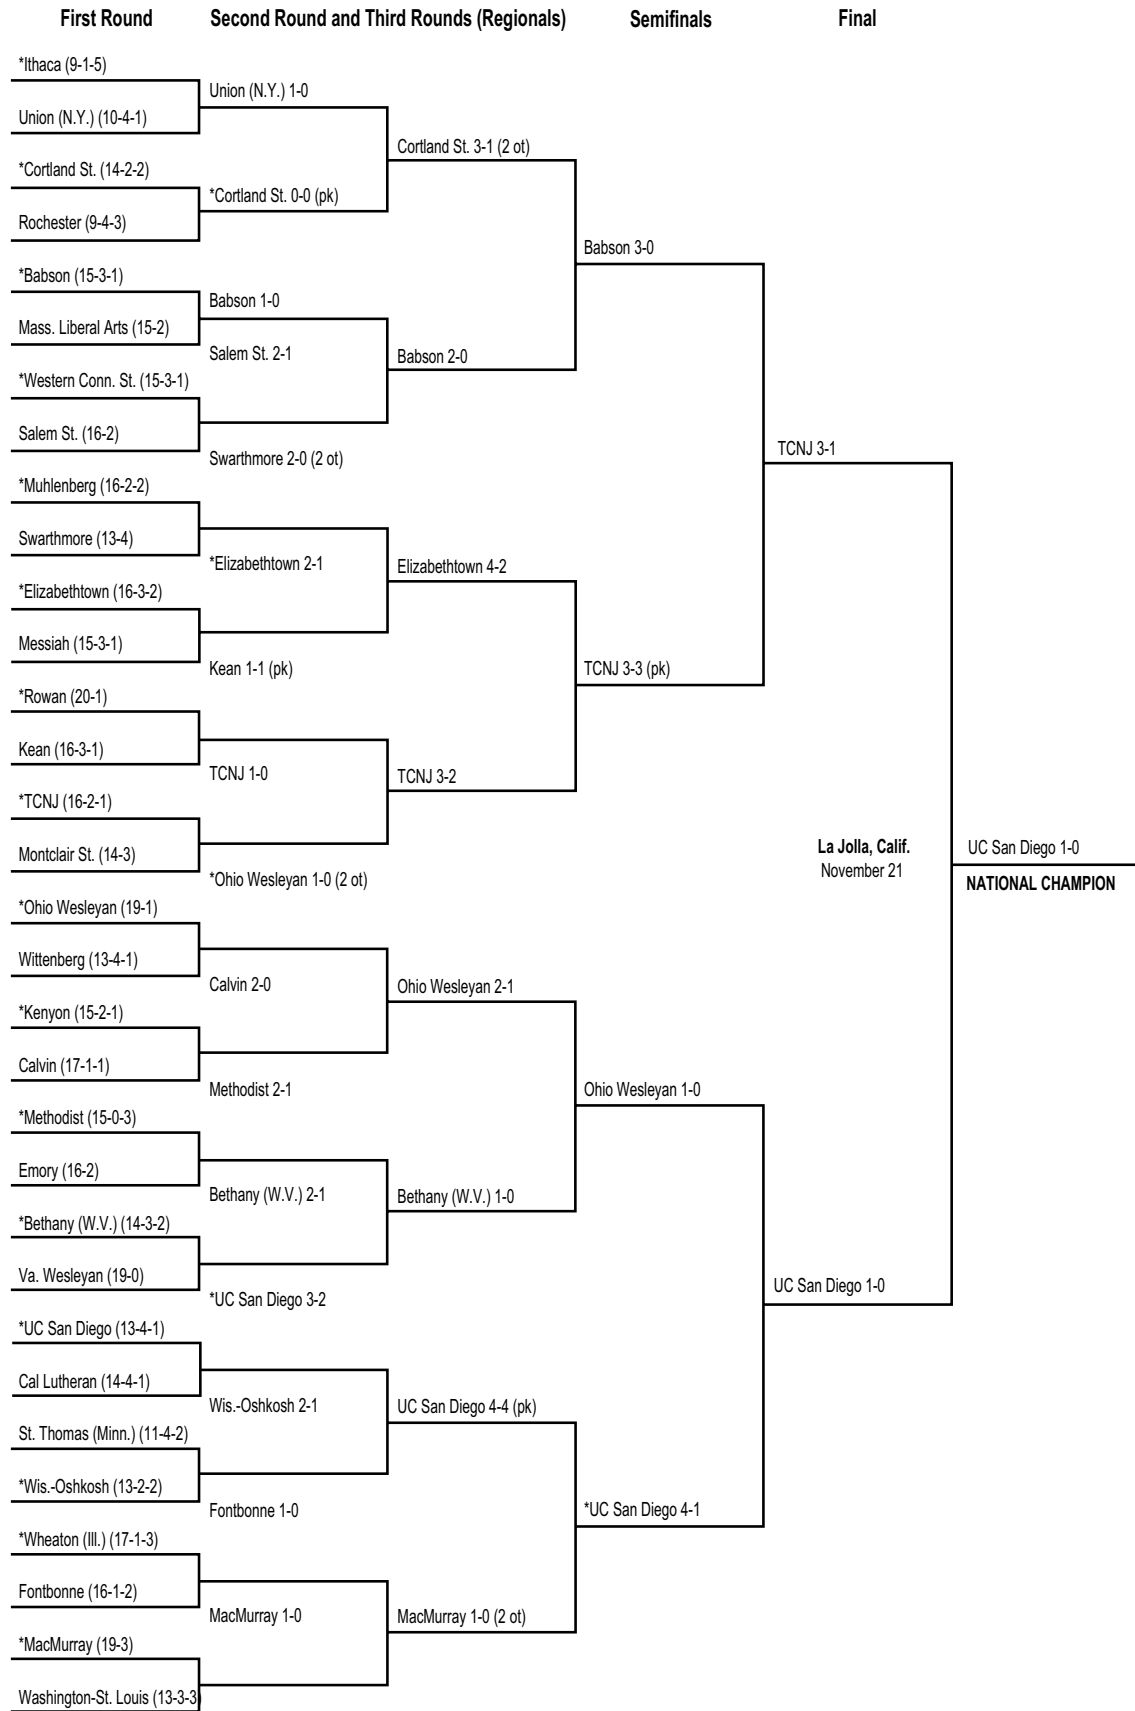 First Round
Second Round and Third Rounds (Regionals)
Semifinals
Final
*Ithaca (9-1-5)
Union (N.Y.) (10-4-1)
*Cortland St. (14-2-2)
Rochester (9-4-3)
*Babson (15-3-1)
Mass. Liberal Arts (15-2)
*Western Conn. St. (15-3-1)
Salem St. (16-2)
*Muhlenberg (16-2-2)
Swarthmore (13-4)
*Elizabethtown (16-3-2)
Messiah (15-3-1)
*Rowan (20-1)
Kean (16-3-1)
*TCNJ (16-2-1)
Montclair St. (14-3)
*Ohio Wesleyan (19-1)
Wittenberg (13-4-1)
*Kenyon (15-2-1)
Calvin (17-1-1)
*Methodist (15-0-3)
Emory (16-2)
*Bethany (W.V.) (14-3-2)
Va. Wesleyan (19-0)
*UC San Diego (13-4-1)
Cal Lutheran (14-4-1)
St. Thomas (Minn.) (11-4-2)
*Wis.-Oshkosh (13-2-2)
*Wheaton (Ill.) (17-1-3)
Fontbonne (16-1-2)
*MacMurray (19-3)
Washington-St. Louis (13-3-3)
Union (N.Y.) 1-0
*Cortland St. 0-0 (pk)
Babson 1-0
Salem St. 2-1
Swarthmore 2-0 (2 ot)
*Elizabethtown 2-1
Kean 1-1 (pk)
TCNJ 1-0
*Ohio Wesleyan 1-0 (2 ot)
Calvin 2-0
Methodist 2-1
Bethany (W.V.) 2-1
*UC San Diego 3-2
Wis.-Oshkosh 2-1
Fontbonne 1-0
MacMurray 1-0
Cortland St. 3-1 (2 ot)
Babson 2-0
Elizabethtown 4-2
TCNJ 3-2
Ohio Wesleyan 2-1
Bethany (W.V.) 1-0
UC San Diego 4-4 (pk)
MacMurray 1-0 (2 ot)
Babson 3-0
TCNJ 3-3 (pk)
Ohio Wesleyan 1-0
*UC San Diego 4-1
TCNJ 3-1
UC San Diego 1-0
La Jolla, Calif.
November 21
UC San Diego 1-0
NATIONAL CHAMPION